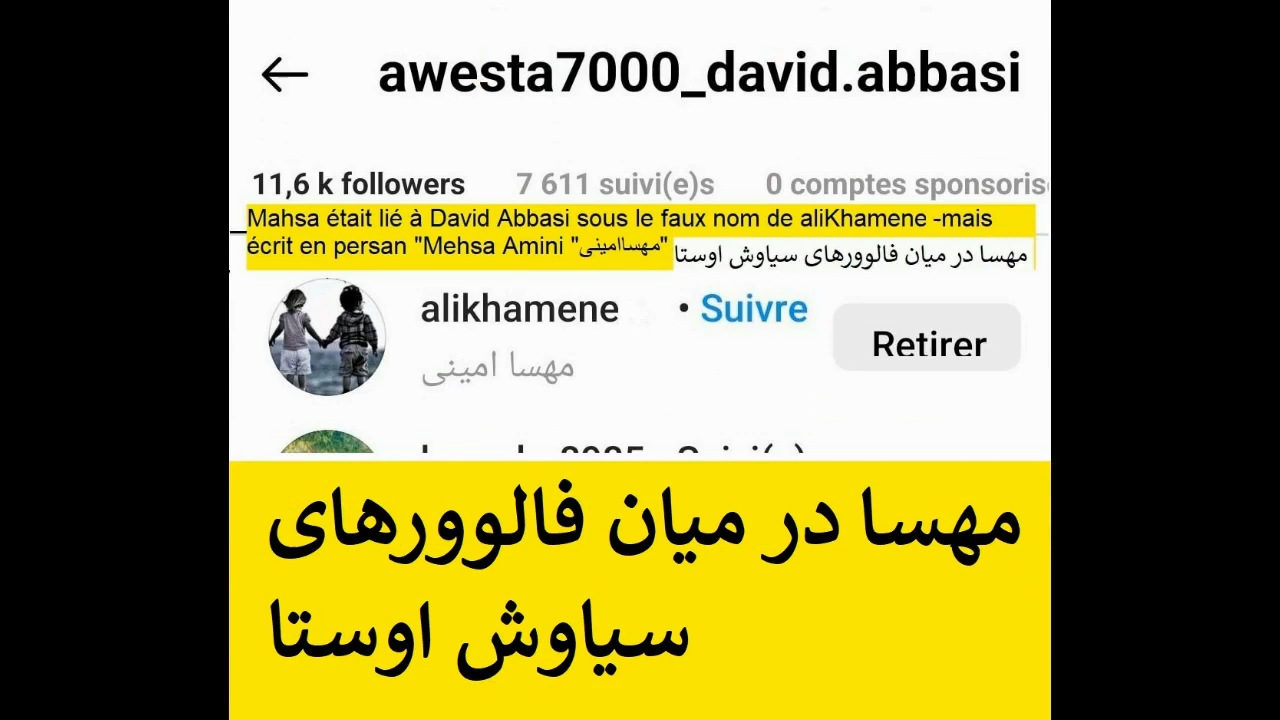 awesta7000_david.abbasi
11,6 k followers 7 611 suivi(e)s 0 comptes sponsoris
Mahsa était lié à David Abbasi sous le faux nom de aliKhamene -mais
écrit en persan "Mehsa Amini "مهساامینی"
مهسا در میان فالوورهای سیاوش اوستا
alikhamene • Suivre
Retirer
مهسا امینی
مهسا در میان فالوورهای
سیاوش اوستا